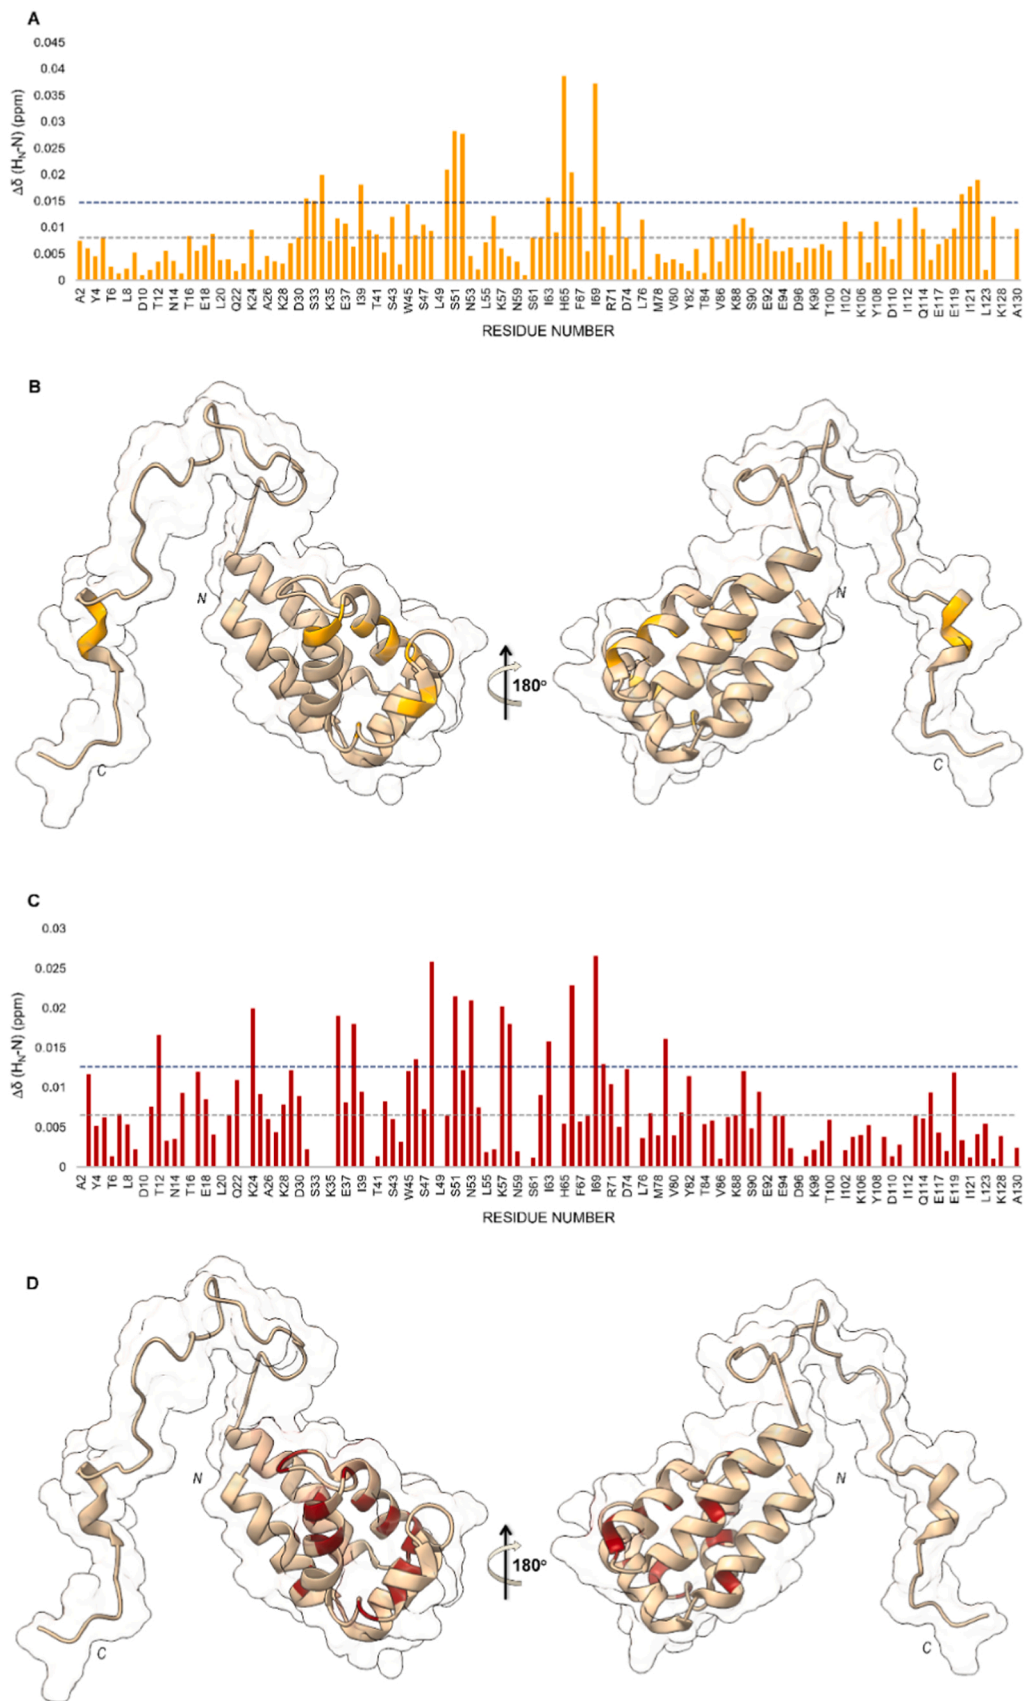 A
0.045
0.04
0.035
0.03
0.025
0.02
0.015
0.01
0.005
0
Δδ (HN-N) (ppm)
A2 Y4 T6 L8 D10 T12 N14 T16 E18 L20 Q22 K24 A26 K28 D30 S33 K35 E37 I39 T41 S43 W45 S47 L49 S51 N53 L55 K57 N59 S61 I63 H65 F67 I69 R71 D74 L76 M78 V80 Y82 T84 V86 K88 S90 E92 E94 D96 K98 T100 I102 K106 Y108 D110 I112 Q114 E117 E119 I121 L123 K128 A130
RESIDUE NUMBER
B
N
C
180°
N
C
C
0.03
0.025
0.02
0.015
0.01
0.005
0
Δδ (HN-N) (ppm)
A2 Y4 T6 L8 D10 T12 N14 T16 E18 L20 Q22 K24 A26 K28 D30 S33 K35 E37 I39 T41 S43 W45 S47 L49 S51 N53 L55 K57 N59 S61 I63 H65 F67 I69 R71 D74 L76 M78 V80 Y82 T84 V86 K88 S90 E92 E94 D96 K98 T100 I102 K106 Y108 D110 I112 Q114 E117 E119 I121 L123 K128 A130
RESIDUE NUMBER
D
N
C
180°
N
C